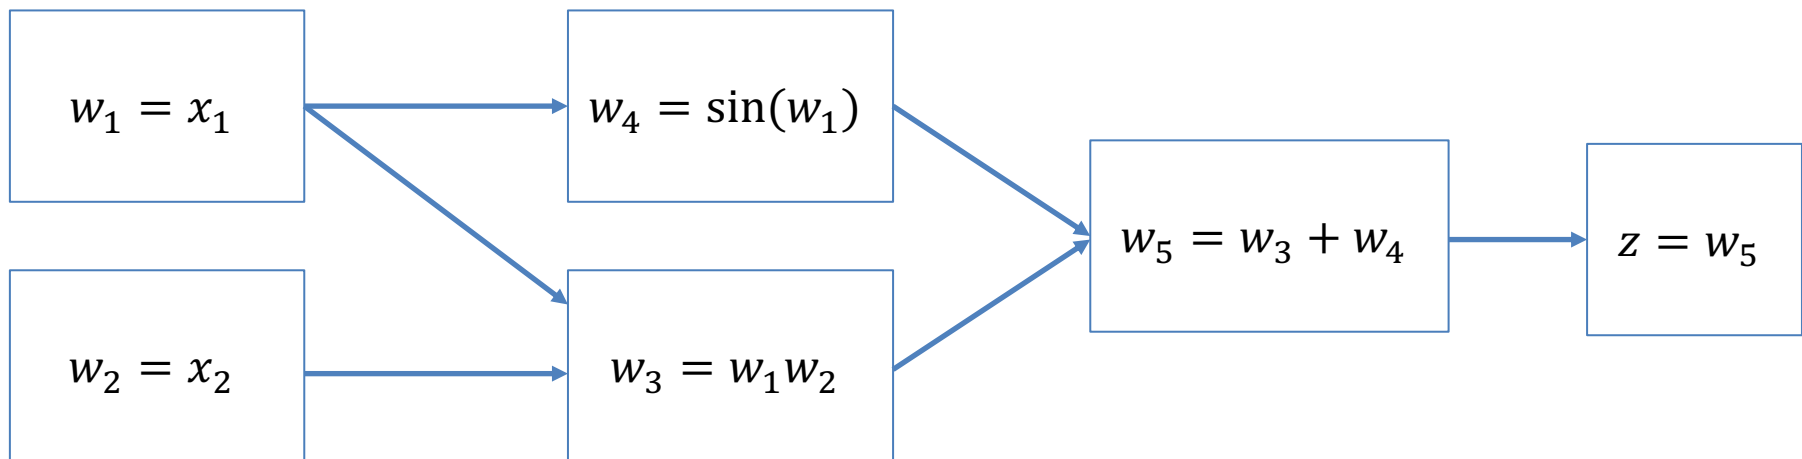 w₁ = x₁
w₄ = sin(w₁)
w₂ = x₂
w₃ = w₁w₂
w₅ = w₃ + w₄
z = w₅